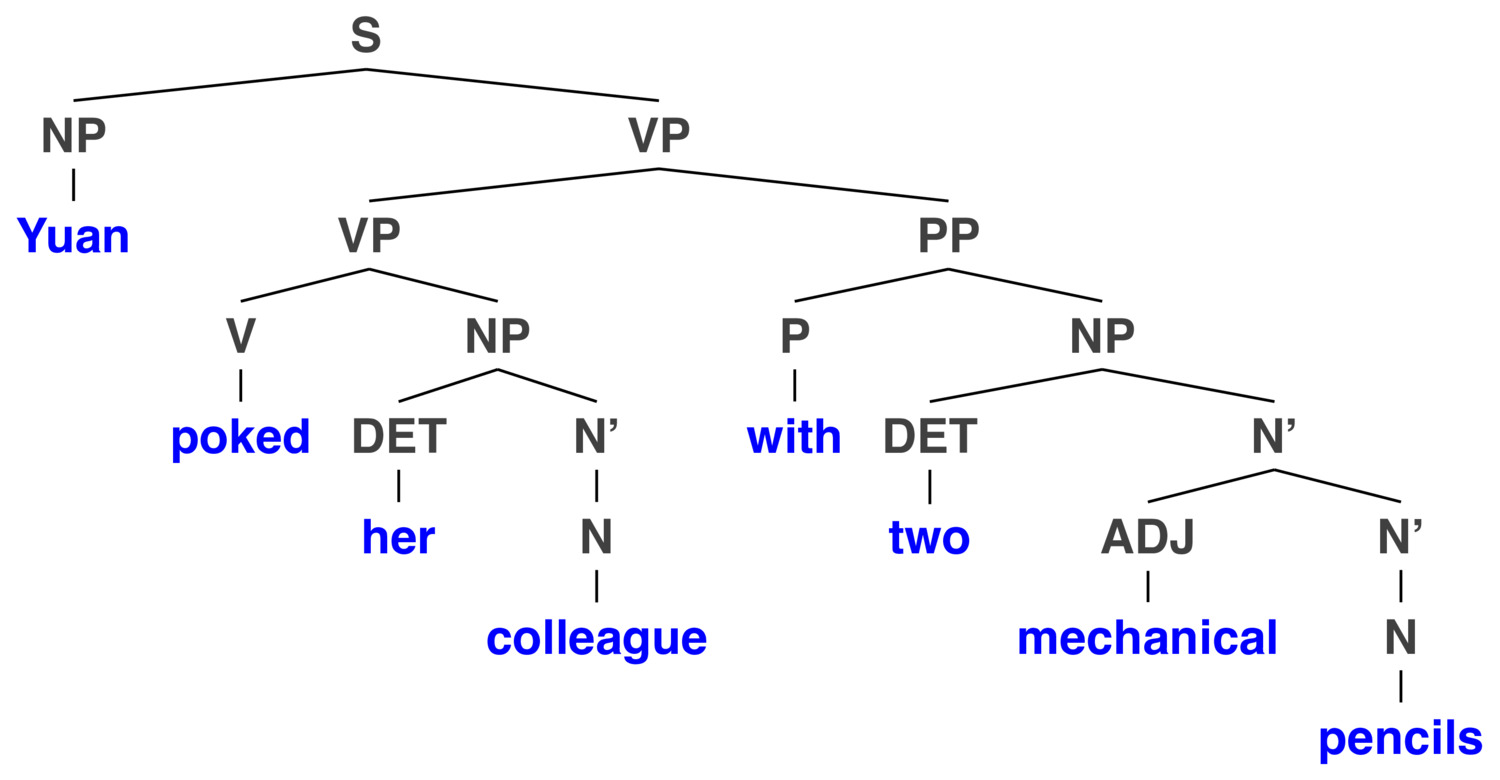 S
NP VP
Yuan VP PP
V NP P NP
poked DET N’ with DET N’
her N two ADJ N’
colleague mechanical N
pencils